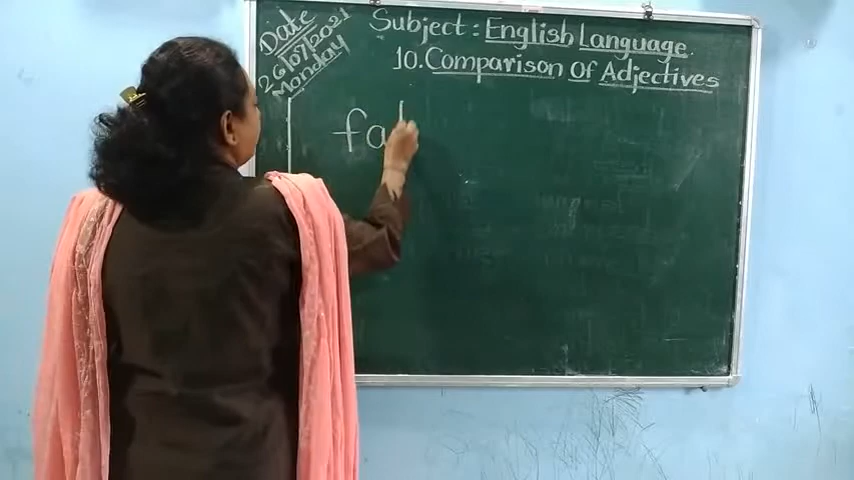 Date
26/07/2021
Monday
Subject : English Language
10. Comparison Of Adjectives
fa